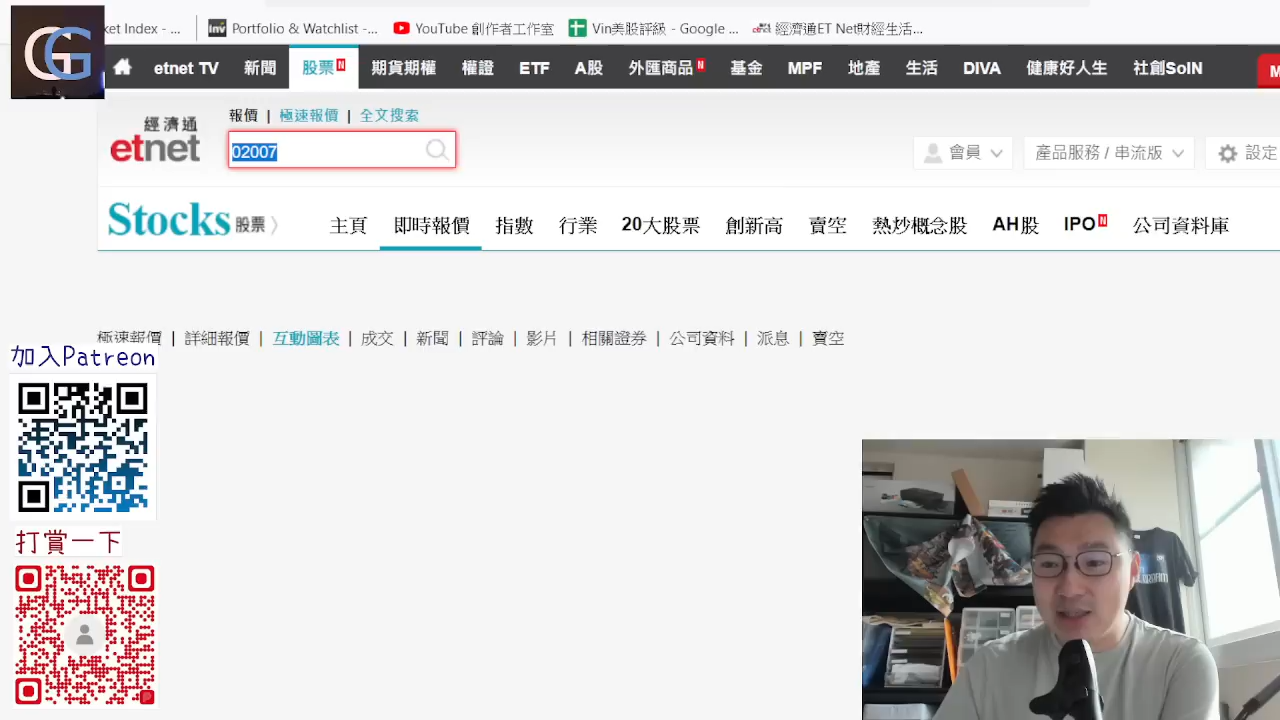 ket Index - ...
Inv Portfolio & Watchlist -...
YouTube 創作者工作室
Vin美股評級 - Google ...
etnet 經濟通ET Net財經生活...
GG
etnet TV 新聞 股票 N 期貨期權 權證 ETF A股 外匯商品 N 基金 MPF 地產 生活 DIVA 健康好人生 社創SoIN M
報價 | 極速報價 | 全文搜索
經濟通
etnet
02007
會員
產品服務 / 串流版
設定
Stocks 股票 〉
主頁 即時報價 指數 行業 20大股票 創新高 賣空 熱炒概念股 AH股 IPO N 公司資料庫
極速報價 | 詳細報價 | 互動圖表 | 成交 | 新聞 | 評論 | 影片 | 相關證券 | 公司資料 | 派息 | 賣空
加入Patreon
打賞一下